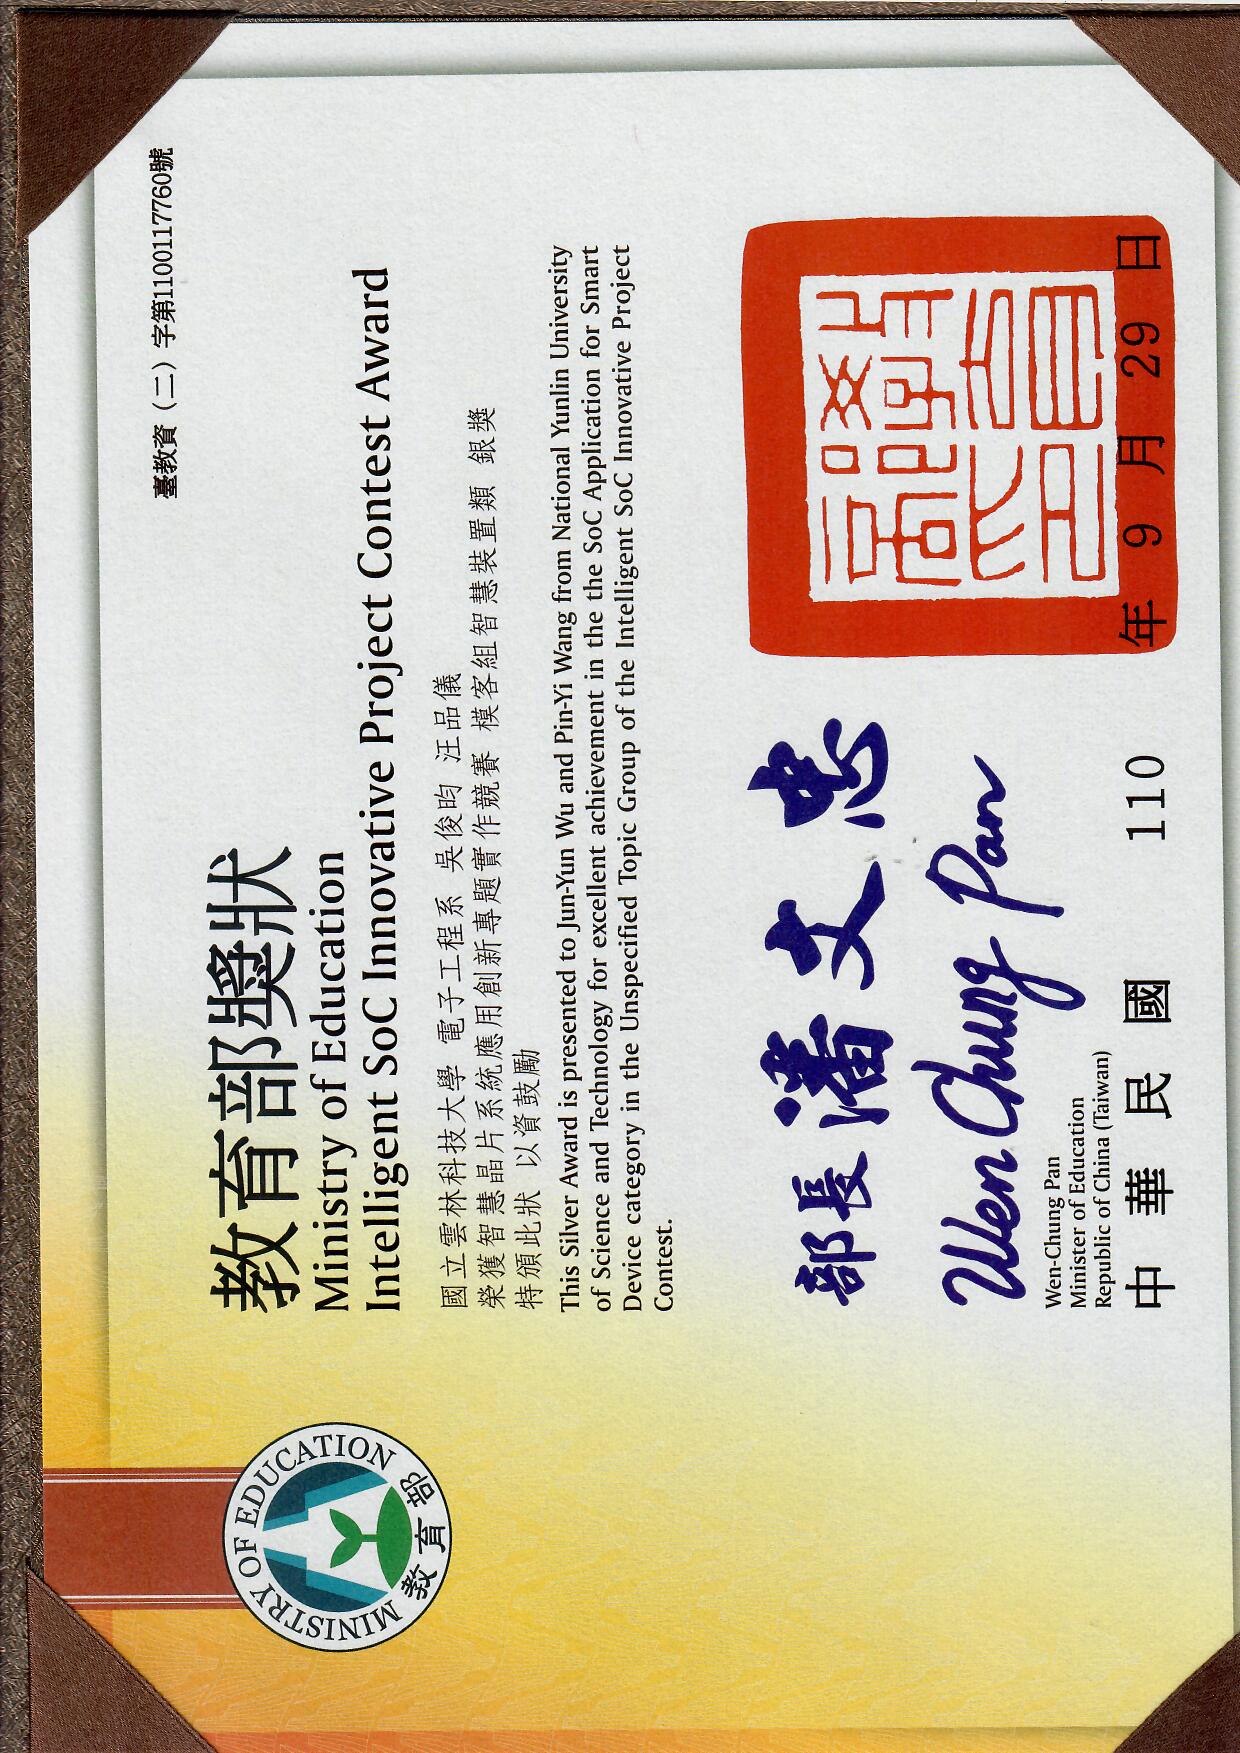 臺教資（二）字第1100117760號
MINISTRY OF EDUCATION
教育部
教育部獎狀
Ministry of Education
Intelligent SoC Innovative Project Contest Award
國立雲林科技大學 電子工程系 吳俊昀 汪品儀
榮獲智慧晶片系統應用創新專題實作競賽 模客組智慧裝置類 銀獎
特頒此狀 以資鼓勵
This Silver Award is presented to Jun-Yun Wu and Pin-Yi Wang from National Yunlin University
of Science and Technology for excellent achievement in the the SoC Application for Smart
Device category in the Unspecified Topic Group of the Intelligent SoC Innovative Project
Contest.
部長 潘文忠
Wen Chung Pan
Wen-Chung Pan
Minister of Education
Republic of China (Taiwan)
中華民國 110 年 9 月 29 日